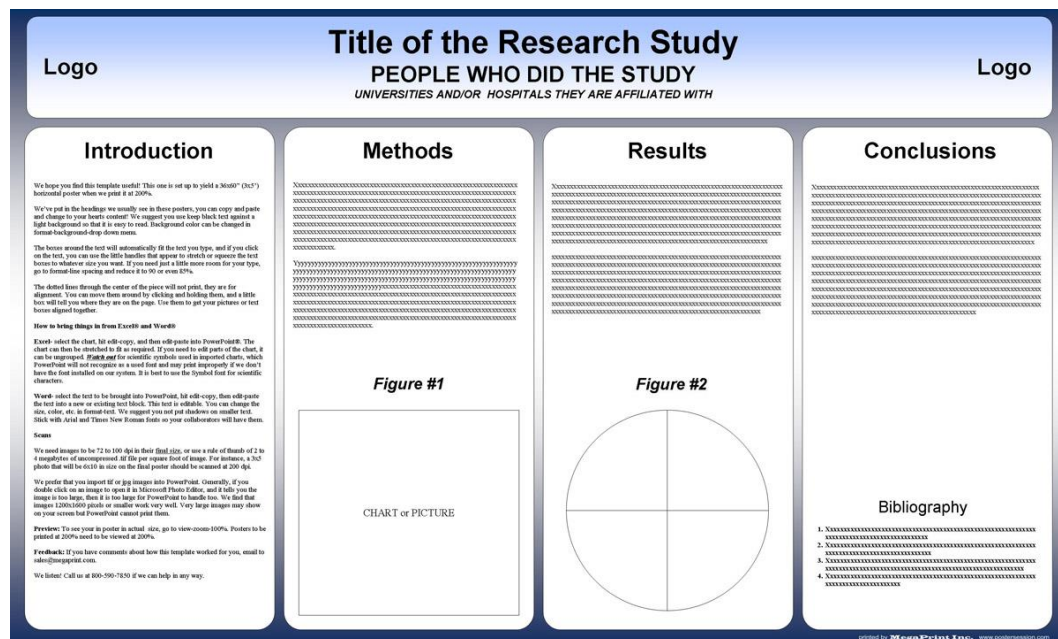 Logo
Title of the Research Study
PEOPLE WHO DID THE STUDY
UNIVERSITIES AND/OR HOSPITALS THEY ARE AFFILIATED WITH
Logo
Introduction
We hope you find this template useful! This one is set up to yield a 36x60" (3x5')
horizontal poster when we print it at 200%.
We've put in the headings we usually see in these posters, you can copy and paste
and change to your hearts content! We suggest you use keep black text against a
light background so that it is easy to read. Background color can be changed in
format-background-drop down menu.
The boxes around the text will automatically fit the text you type, and if you click
on the text, you can use the little handles that appear to stretch or squeeze the text
boxes to whatever size you want. If you need just a little more room for your type,
go to format-line spacing and reduce it to 90 or even 85%.
The dotted lines through the center of the piece will not print, they are for
alignment. You can move them around by clicking and holding them, and a little
box will tell you where they are on the page. Use them to get your pictures or text
boxes aligned together.
How to bring things in from Excel® and Word®
Excel- select the chart, hit edit-copy, and then edit-paste into PowerPoint®. The
chart can then be stretched to fit as required. If you need to edit parts of the chart, it
can be ungrouped. Watch out for scientific symbols used in imported charts, which
PowerPoint will not recognize as a used font and may print improperly if we don't
have the font installed on our system. It is best to use the Symbol font for scientific
characters.
Word- select the text to be brought into PowerPoint, hit edit-copy, then edit-paste
the text into a new or existing text block. This text is editable. You can change the
size, color, etc. in format-text. We suggest you not put shadows on smaller text.
Stick with Arial and Times New Roman fonts so your collaborators will have them.
Scans
We need images to be 72 to 100 dpi in their final size, or use a rule of thumb of 2 to
4 megabytes of uncompressed .tif file per square foot of image. For instance, a 3x5
photo that will be 6x10 in size on the final poster should be scanned at 200 dpi.
We prefer that you import tif or jpg images into PowerPoint. Generally, if you
double click on an image to open it in Microsoft Photo Editor, and it tells you the
image is too large, then it is too large for PowerPoint to handle too. We find that
images 1200x1600 pixels or smaller work very well. Very large images may show
on your screen but PowerPoint cannot print them.
Preview: To see your in poster in actual size, go to view-zoom-100%. Posters to be
printed at 200% need to be viewed at 200%.
Feedback: If you have comments about how this template worked for you, email to
sales@megaprint.com.
We listen! Call us at 800-590-7850 if we can help in any way.
Methods
Figure #1
CHART or PICTURE
Results
Figure #2
Conclusions
Bibliography
1.
2.
3.
4.
printed by MegaPrint Inc. www.postersession.com